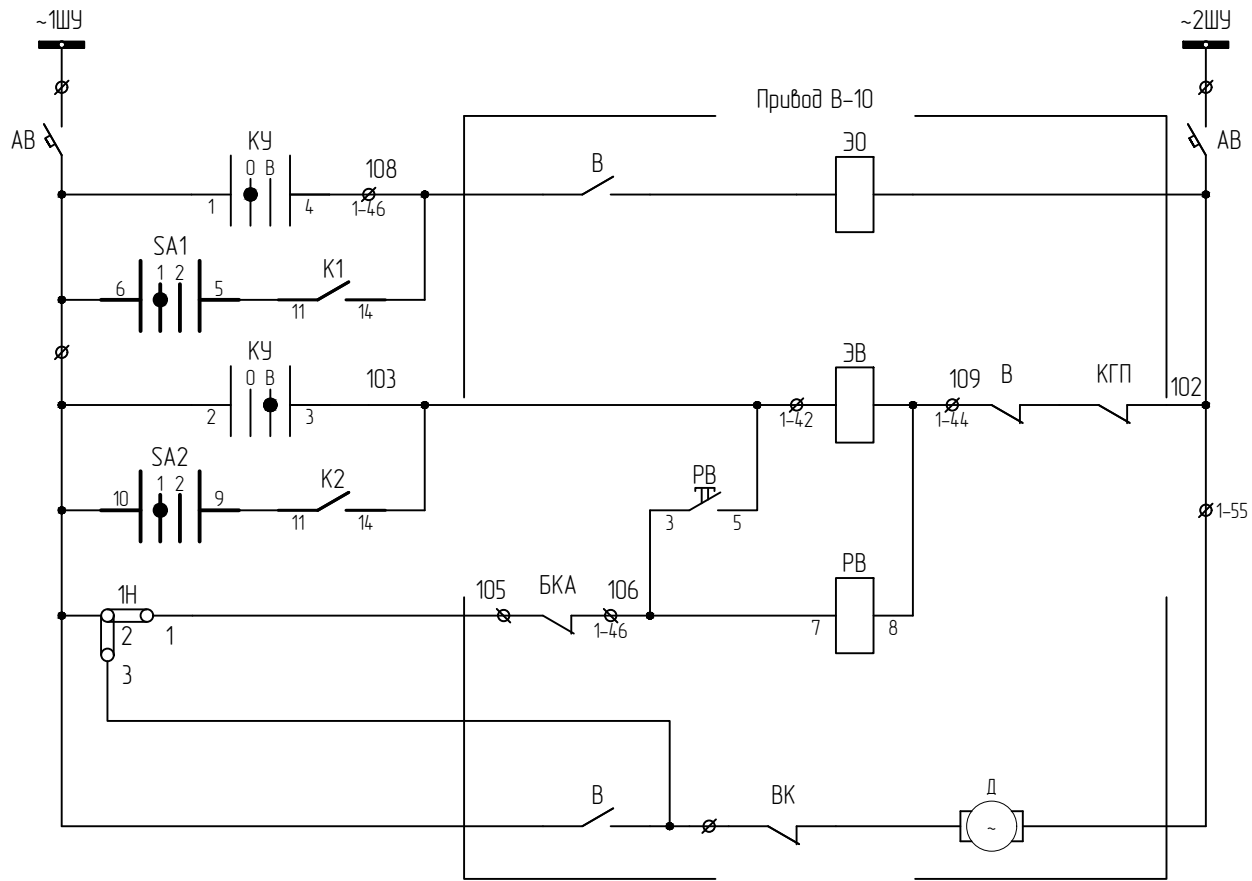 ~1ШУ
~2ШУ
Привод В-10
АВ
КУ
О В
1
4
108
1-46
В
ЭО
АВ
SA1
1 2
6
5
К1
11
14
КУ
О В
2
3
103
ЭВ
1-42
109
1-44
В
КГП
102
SA2
1 2
10
9
К2
11
14
РВ
3
5
1-55
1Н
2
1
3
105
БКА
106
1-46
РВ
7
8
В
ВК
Д
~